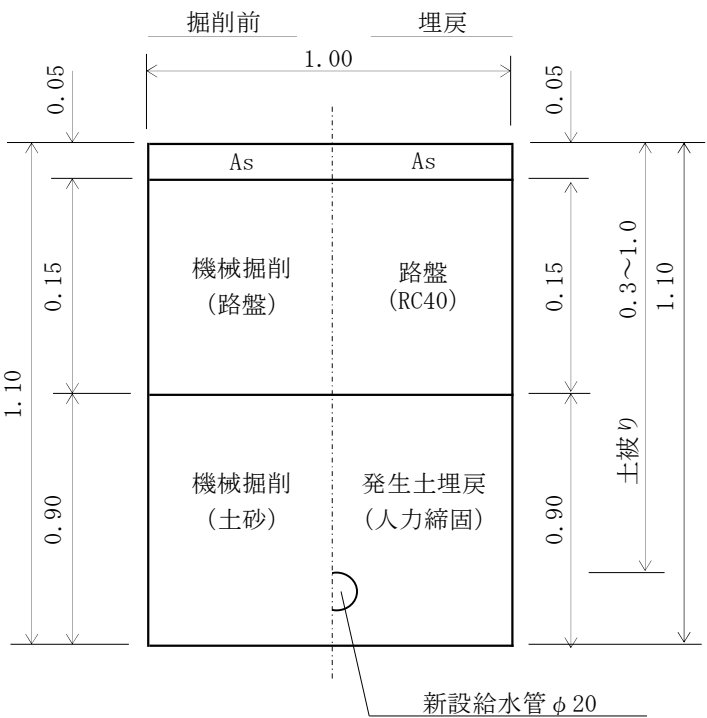 掘削前
埋戻
1.00
0.05
0.05
As
As
0.15
機械掘削
(路盤)
路盤
(RC40)
0.15
0.3～1.0
1.10
1.10
土被り
0.90
機械掘削
(土砂)
発生土埋戻
(人力締固)
0.90
新設給水管φ20